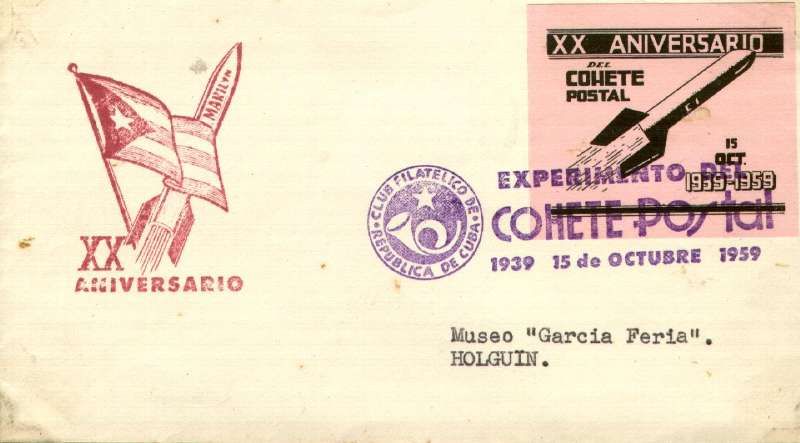 MARILYN
XX
ANIVERSARIO
XX ANIVERSARIO
DEL
COHETE
POSTAL
C-1
15
OCT.
1939-1959
CLUB FILATELICO DE
REPUBLICA DE CUBA
EXPERIMENTO DEL
COHETE Postal
1939 15 de OCTUBRE 1959
Museo "Garcia Feria".
HOLGUIN.